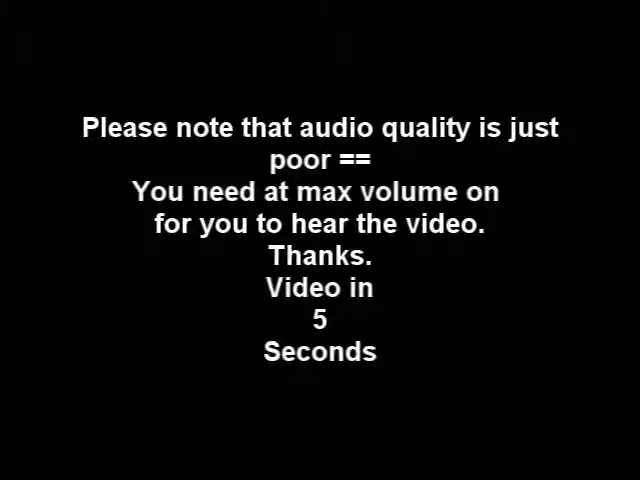 Please note that audio quality is just
poor ==
You need at max volume on
for you to hear the video.
Thanks.
Video in
5
Seconds